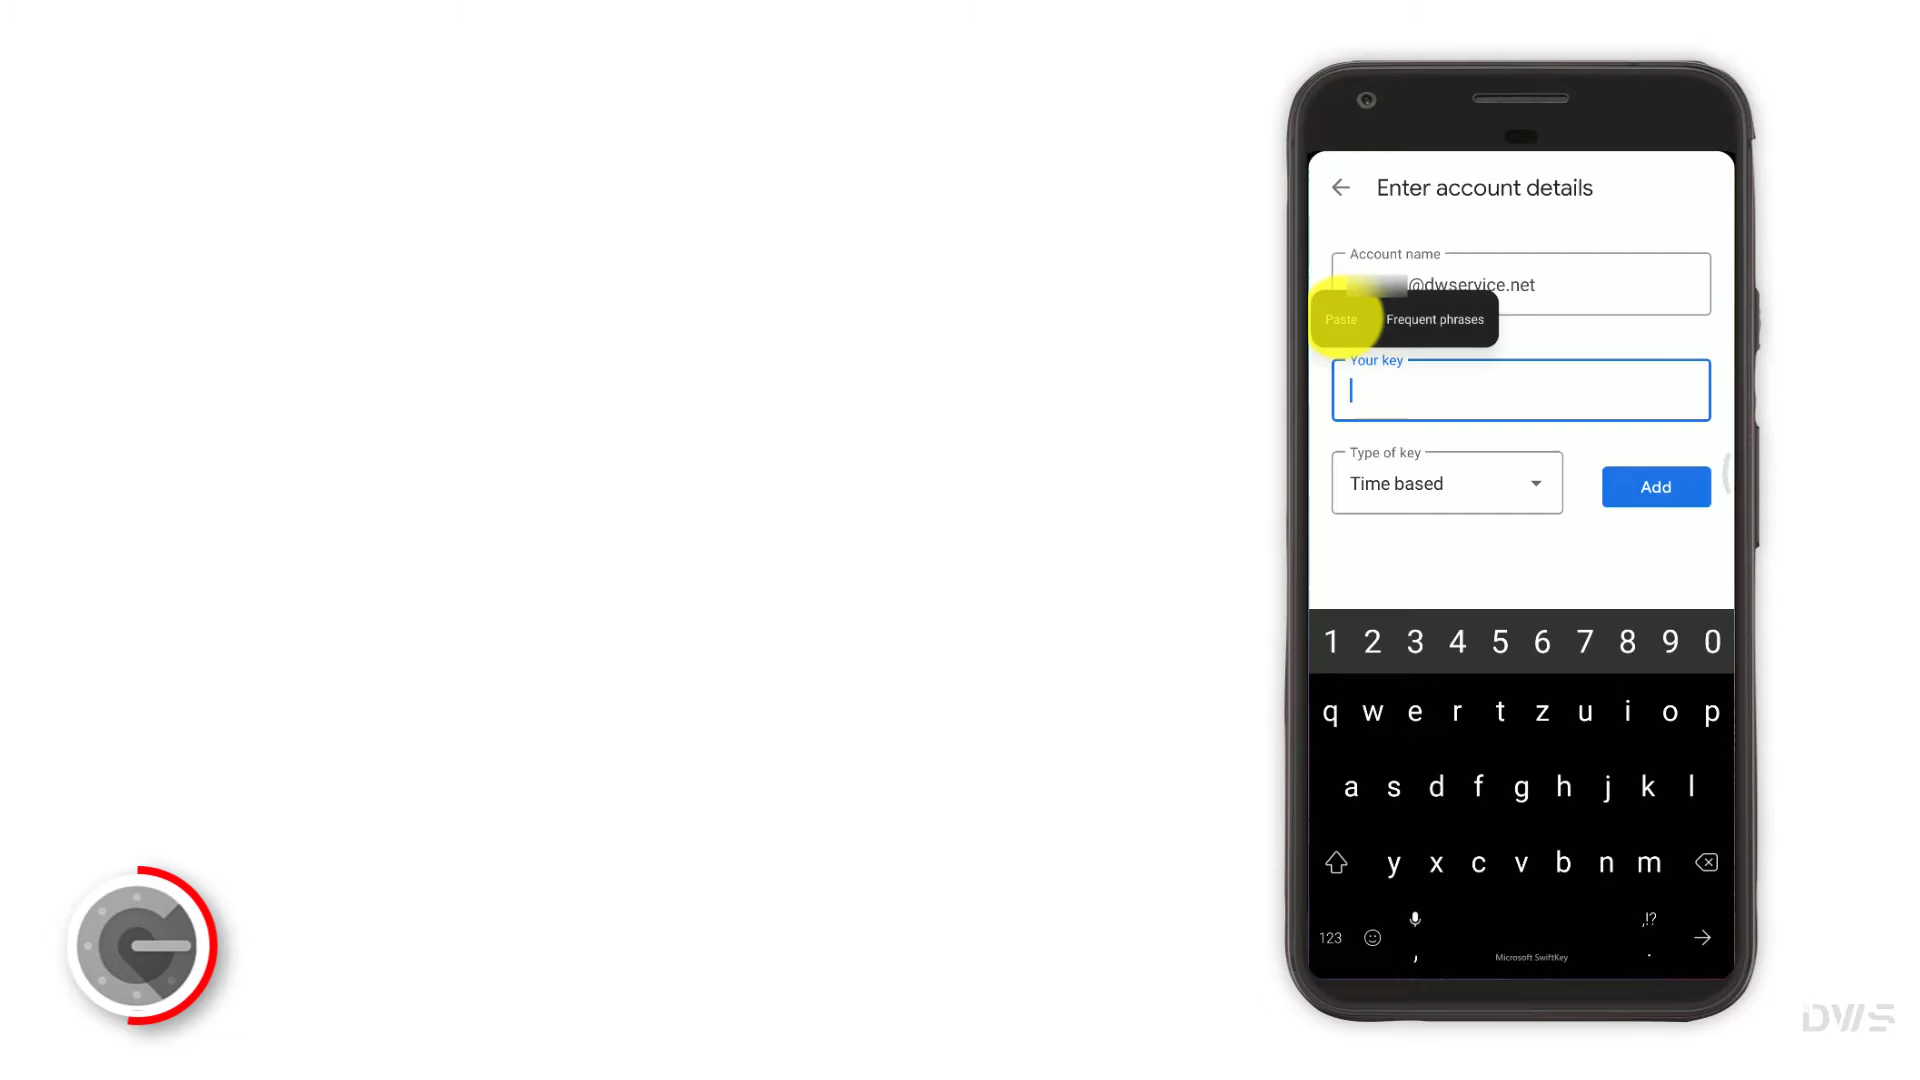 Enter account details
Account name
@dwservice.net
Paste Frequent phrases
Your key
Type of key
Time based
Add
1 2 3 4 5 6 7 8 9 0
q w e r t z u i o p
a s d f g h j k l
y x c v b n m
,!?
123
, Microsoft SwiftKey .
DWS